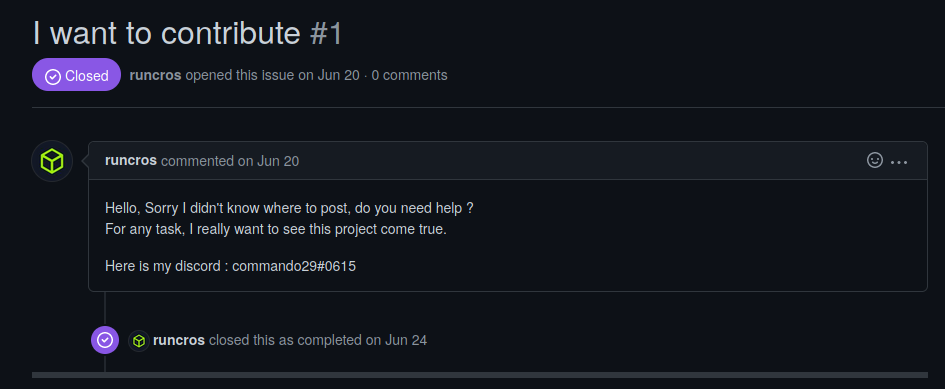 I want to contribute #1
Closed runcros opened this issue on Jun 20 · 0 comments
runcros commented on Jun 20
Hello, Sorry I didn't know where to post, do you need help ?
For any task, I really want to see this project come true.
Here is my discord : commando29#0615
runcros closed this as completed on Jun 24